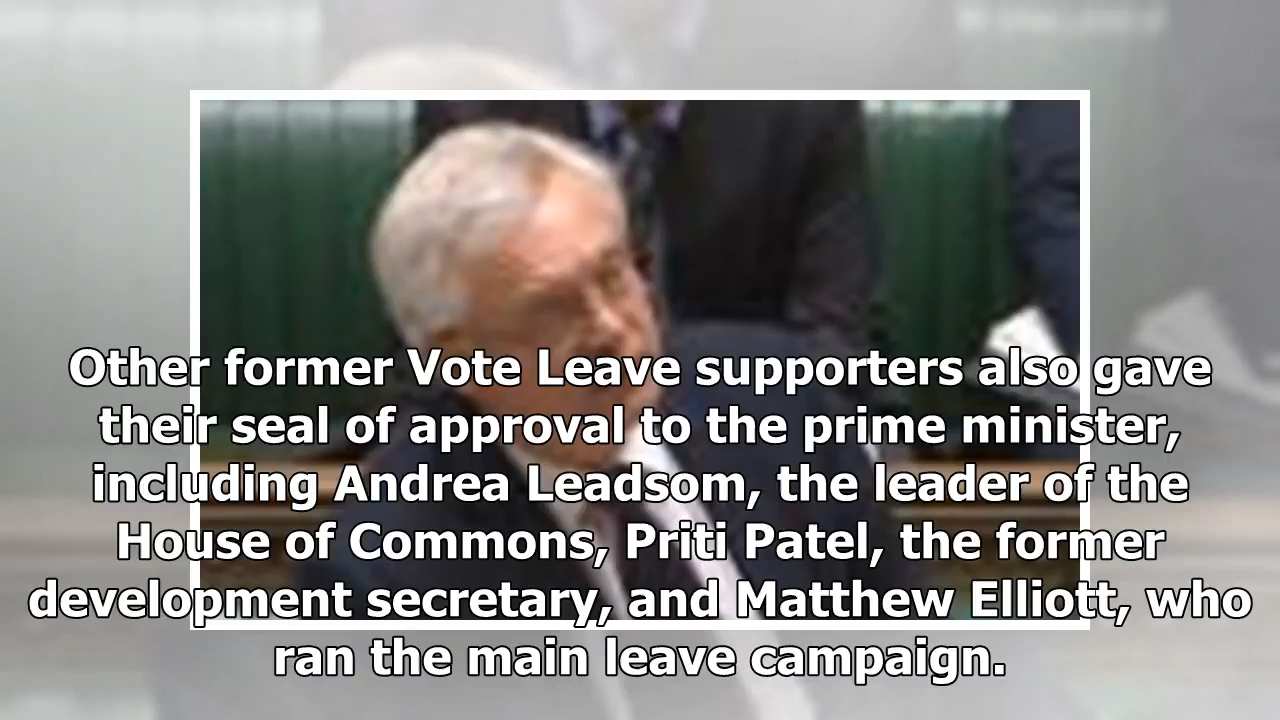 Other former Vote Leave supporters also gave
their seal of approval to the prime minister,
including Andrea Leadsom, the leader of the
House of Commons, Priti Patel, the former
development secretary, and Matthew Elliott, who
ran the main leave campaign.